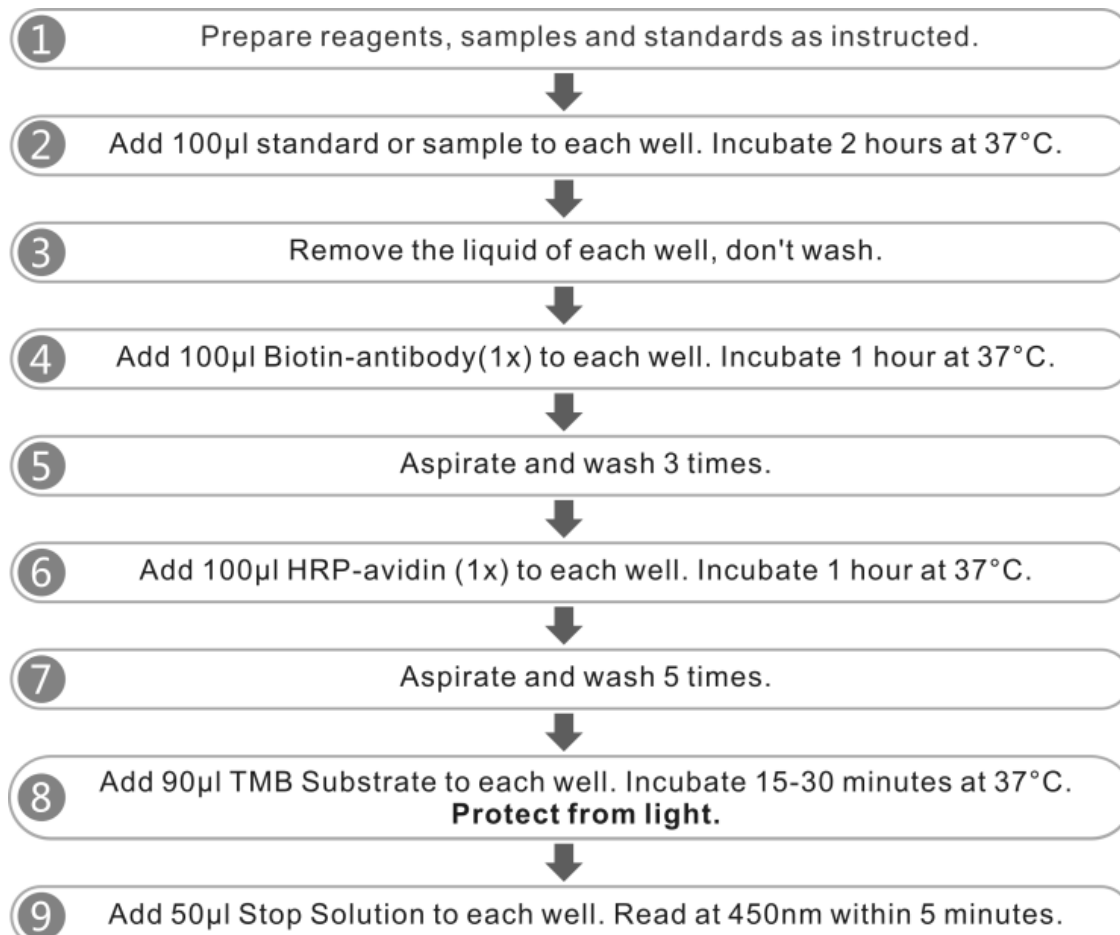 1 Prepare reagents, samples and standards as instructed.
2 Add 100µl standard or sample to each well. Incubate 2 hours at 37°C.
3 Remove the liquid of each well, don't wash.
4 Add 100µl Biotin-antibody(1x) to each well. Incubate 1 hour at 37°C.
5 Aspirate and wash 3 times.
6 Add 100µl HRP-avidin (1x) to each well. Incubate 1 hour at 37°C.
7 Aspirate and wash 5 times.
8 Add 90µl TMB Substrate to each well. Incubate 15-30 minutes at 37°C.
Protect from light.
9 Add 50µl Stop Solution to each well. Read at 450nm within 5 minutes.